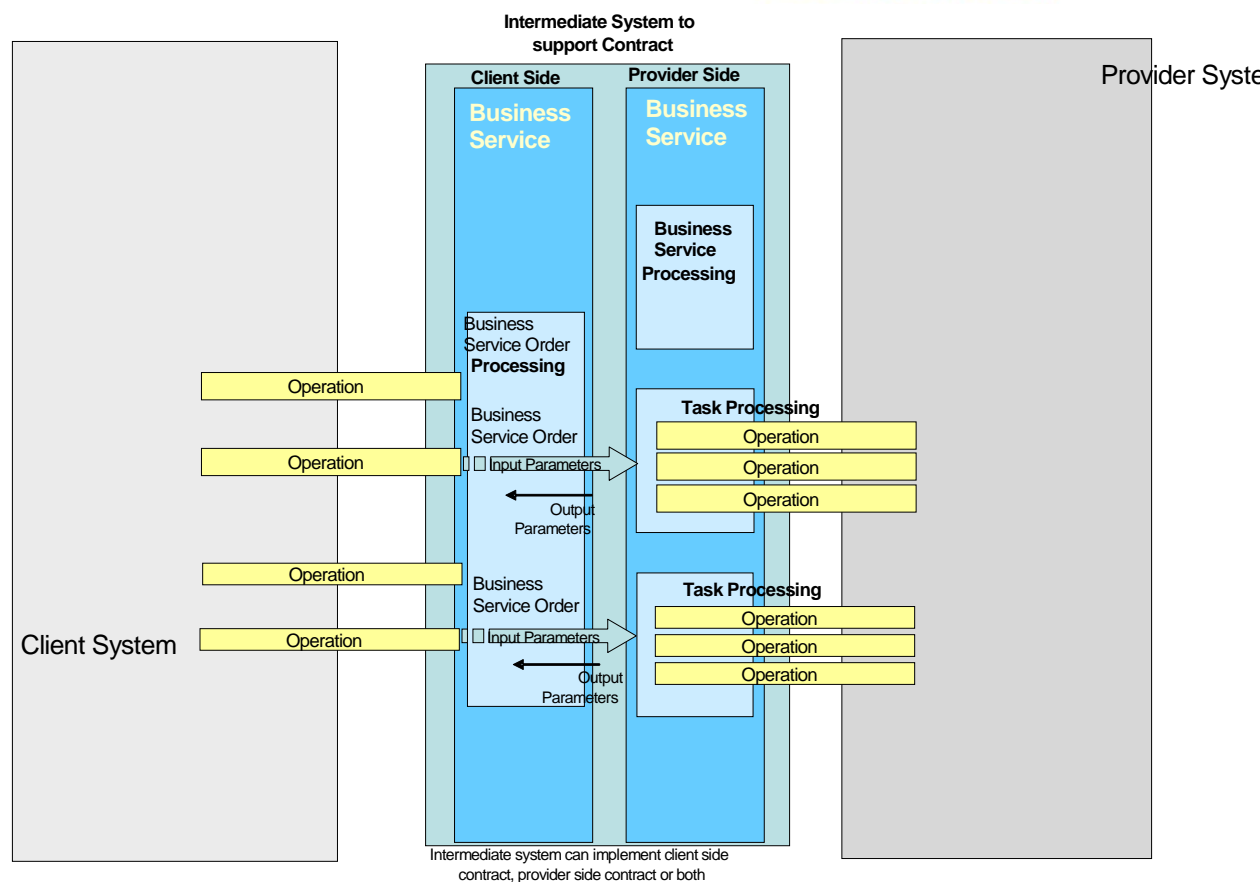 Intermediate System to
support Contract
Client Side
Provider Side
Provider Syste
Business
Service
Business
Service
Business
Service
Processing
Business
Service Order
Processing
Operation
Business
Service Order
Task Processing
Operation
Operation
Input Parameters
Operation
Operation
Output
Parameters
Operation
Business
Service Order
Task Processing
Operation
Operation
Input Parameters
Operation
Client System
Operation
Output
Parameters
Intermediate system can implement client side
contract, provider side contract or both